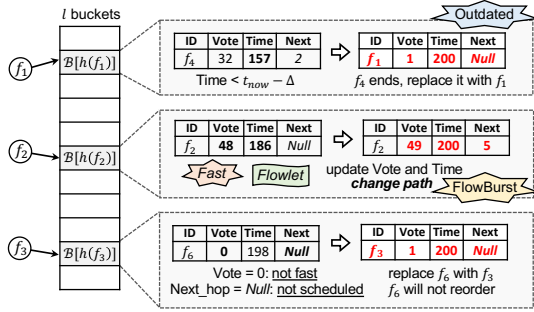 l buckets
Outdated
ID Vote Time Next
f4 32 157 2
Time < t_now − Δ
ID Vote Time Next
f1 1 200 Null
f4 ends, replace it with f1
f1
B[h(f1)]
ID Vote Time Next
f2 48 186 Null
Fast
Flowlet
ID Vote Time Next
f2 49 200 5
update Vote and Time
change path
FlowBurst
f2
B[h(f2)]
ID Vote Time Next
f6 0 198 Null
Vote = 0: not fast
Next_hop = Null: not scheduled
ID Vote Time Next
f3 1 200 Null
replace f6 with f3
f6 will not reorder
f3
B[h(f3)]